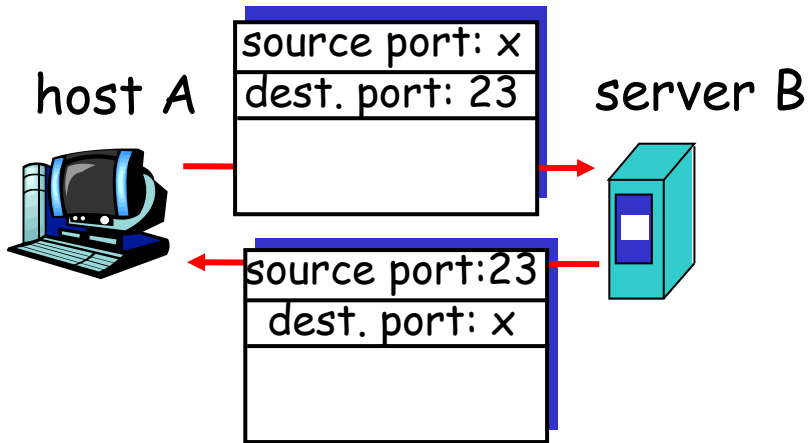 source port: x
host A
dest. port: 23
server B
source port:23
dest. port: x